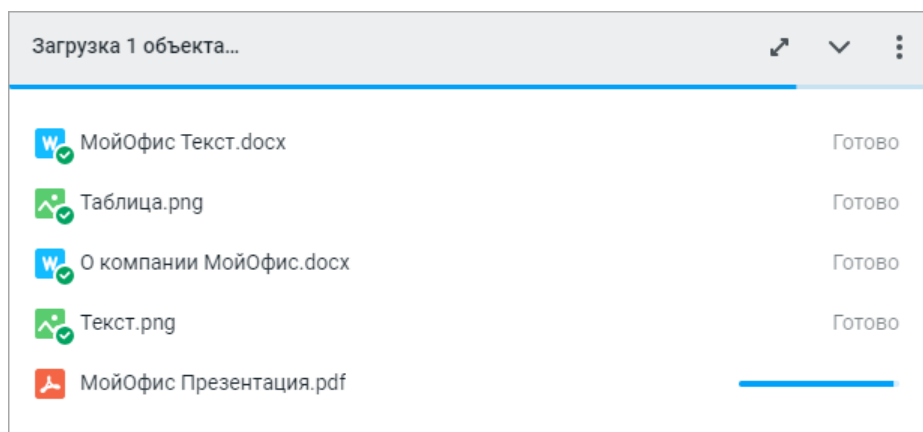 Загрузка 1 объекта...
МойОфис Текст.docx Готово
Таблица.png Готово
О компании МойОфис.docx Готово
Текст.png Готово
МойОфис Презентация.pdf